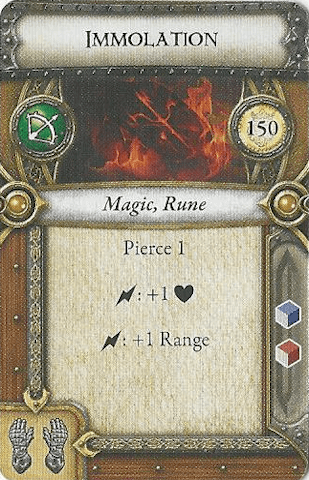 IMMOLATION
150
Magic, Rune
Pierce 1
: +1
: +1 Range